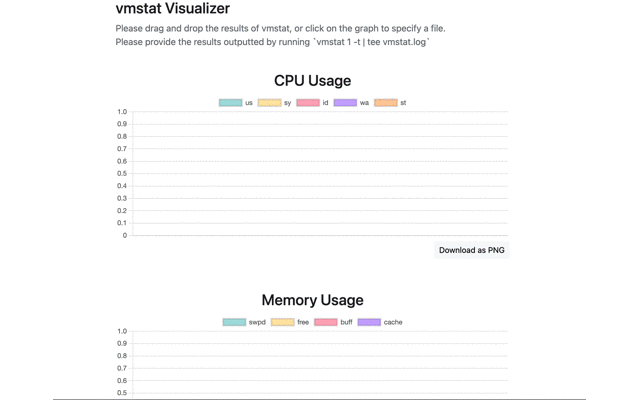 vmstat Visualizer
Please drag and drop the results of vmstat, or click on the graph to specify a file.
Please provide the results outputted by running `vmstat 1 -t | tee vmstat.log`
CPU Usage
us sy id wa st
1.0
0.9
0.8
0.7
0.6
0.5
0.4
0.3
0.2
0.1
0
Download as PNG
Memory Usage
swpd free buff cache
1.0
0.9
0.8
0.7
0.6
0.5